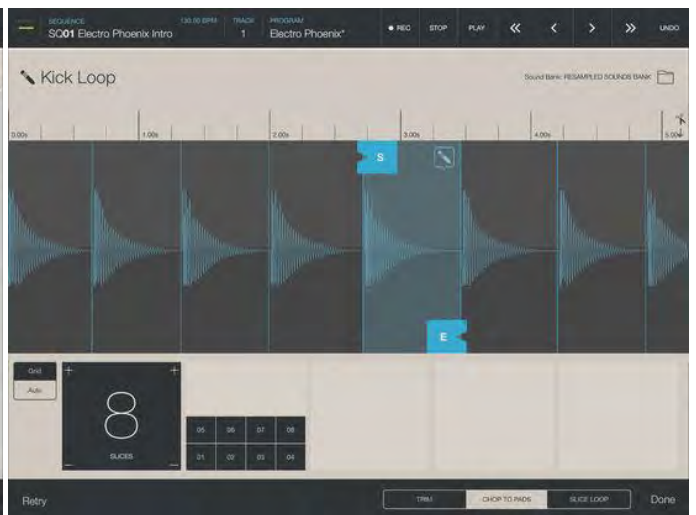 SEQUENCE
SQ01 Electro Phoenix Intro
130.00 BPM
TRACK
1
PROGRAM
Electro Phoenix*
REC
STOP
PLAY
UNDO
Kick Loop
Sound Bank: RESAMPLED SOUNDS BANK
0.00s
1.00s
2.00s
3.00s
4.00s
5.00s
S
E
Grid
Auto
8
SLICES
05 06 07 08
01 02 03 04
Retry
TRIM
CHOP TO PADS
SLICE LOOP
Done